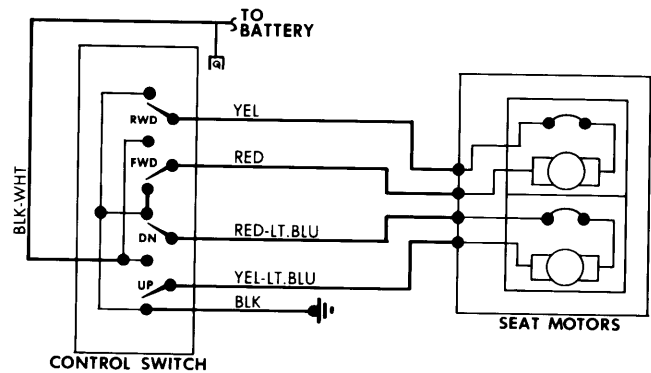 TO
BATTERY
G
RWD
YEL
FWD
RED
BLK-WHT
DN
RED-LT.BLU
UP
YEL-LT.BLU
BLK
CONTROL SWITCH
SEAT MOTORS